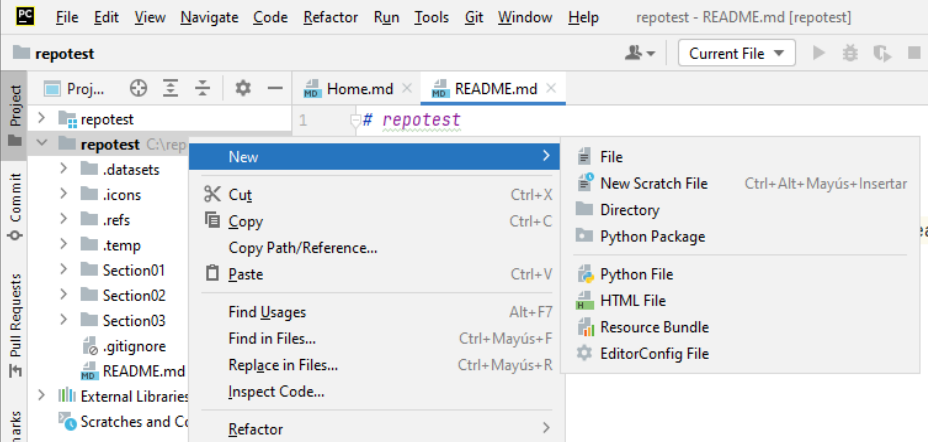 PC File Edit View Navigate Code Refactor Run Tools Git Window Help repotest - README.md [repotest]
repotest Current File
Project Proj... Home.md README.md
repotest
1 # repotest
repotest C:\rep
.datasets
.icons
.refs
.temp
Section01
Section02
Section03
.gitignore
README.md
External Libraries
Scratches and Co
Commit
Pull Requests
New
Cut Ctrl+X
Copy Ctrl+C
Copy Path/Reference...
Paste Ctrl+V
Find Usages Alt+F7
Find in Files... Ctrl+Mayús+F
Replace in Files... Ctrl+Mayús+R
Inspect Code...
Refactor
File
New Scratch File Ctrl+Alt+Mayús+Insertar
Directory
Python Package
Python File
HTML File
Resource Bundle
EditorConfig File